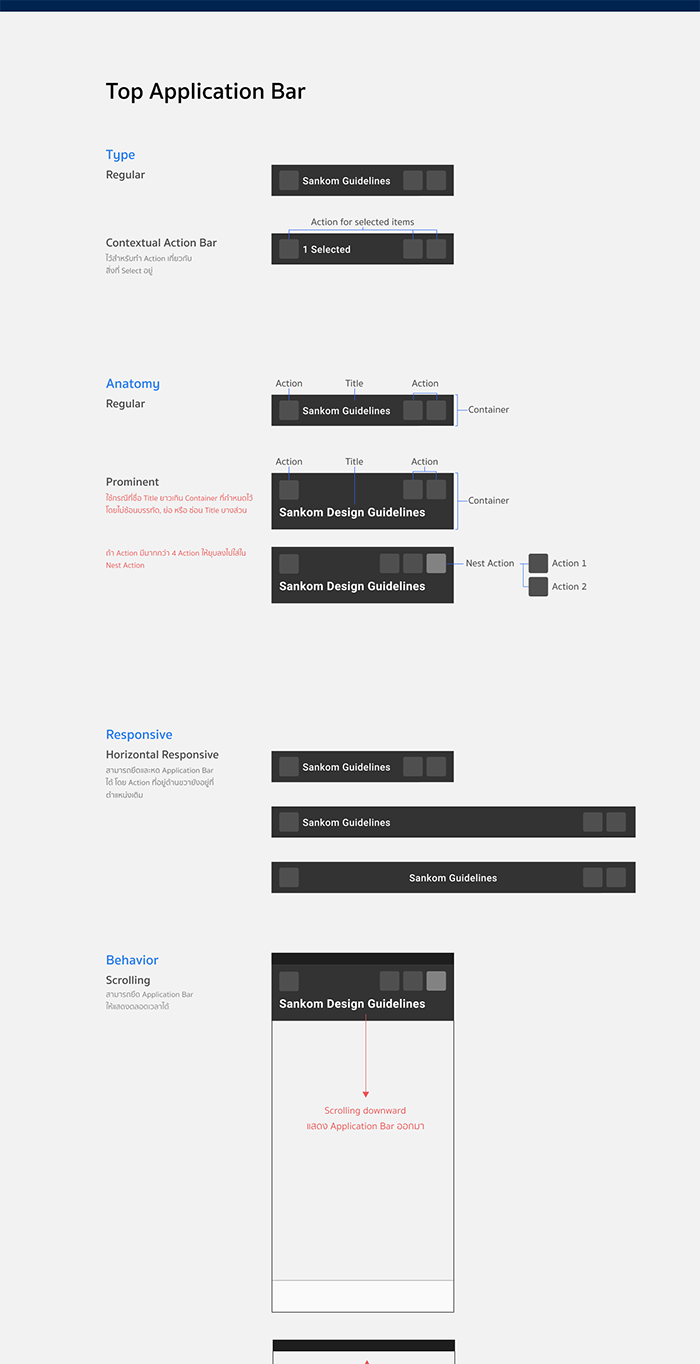 Top Application Bar
Type
Regular
Sankom Guidelines
Action for selected items
Contextual Action Bar
ไว้สำหรับทำ Action เกี่ยวกับ
สิ่งที่ Select อยู่
1 Selected
Anatomy
Regular
Action
Title
Action
Sankom Guidelines
Container
Action
Title
Action
Prominent
ใช้กรณีที่ชื่อ Title ยาวเกิน Container ที่กำหนดไว้
โดยไม่ซ้อนบรรทัด, ย่อ หรือ ซ่อน Title บางส่วน
Sankom Design Guidelines
Container
ถ้า Action มีมากกว่า 4 Action ให้ยุบลงไปใส่ใน
Nest Action
Sankom Design Guidelines
Nest Action
Action 1
Action 2
Responsive
Horizontal Responsive
สามารถยืดและหด Application Bar
ได้ โดย Action ที่อยู่ด้านขวายังอยู่ที่
ตำแหน่งเดิม
Sankom Guidelines
Sankom Guidelines
Sankom Guidelines
Behavior
Scrolling
สามารถยึด Application Bar
ให้แสดงตลอดเวลาได้
Sankom Design Guidelines
Scrolling downward
แสดง Application Bar ออกมา